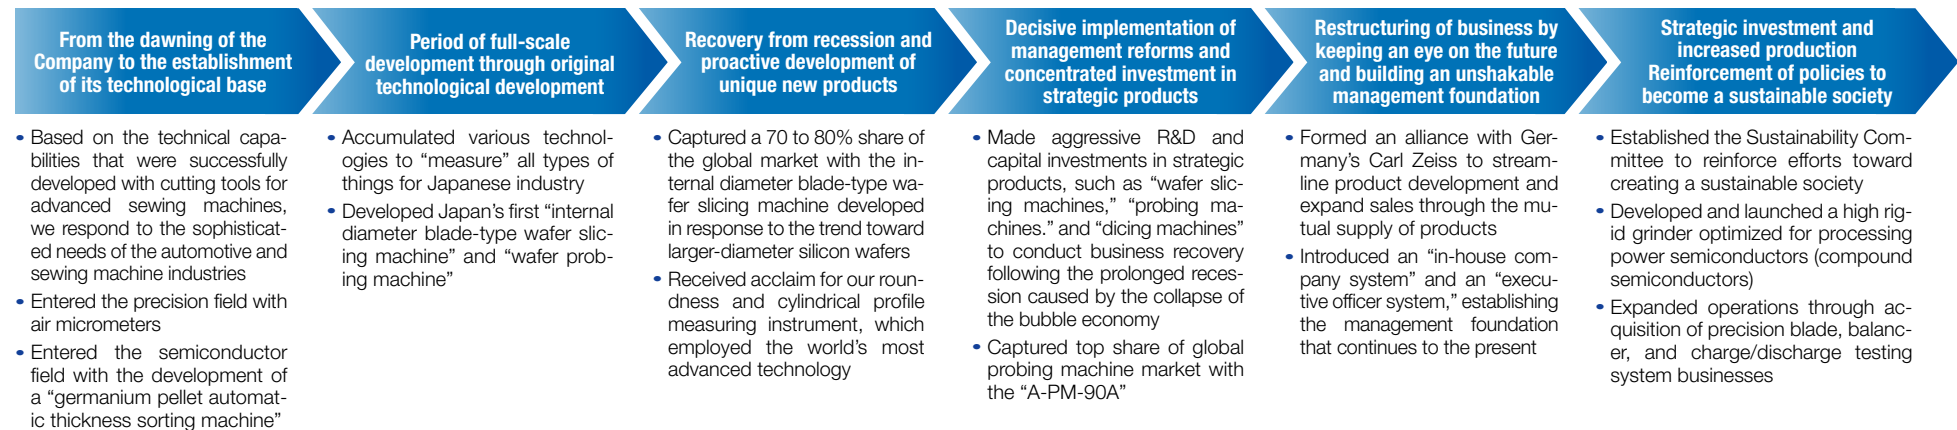 From the dawning of the
Company to the establishment
of its technological base
• Based on the technical capa-
bilities that were successfully
developed with cutting tools for
advanced sewing machines,
we respond to the sophisticat-
ed needs of the automotive and
sewing machine industries
• Entered the precision field with
air micrometers
• Entered the semiconductor
field with the development of
a “germanium pellet automat-
ic thickness sorting machine”
Period of full-scale
development through original
technological development
• Accumulated various technol-
ogies to “measure” all types of
things for Japanese industry
• Developed Japan’s first “internal
diameter blade-type wafer slic-
ing machine” and “wafer prob-
ing machine”
Recovery from recession and
proactive development of
unique new products
• Captured a 70 to 80% share of
the global market with the in-
ternal diameter blade-type wa-
fer slicing machine developed
in response to the trend toward
larger-diameter silicon wafers
• Received acclaim for our roun-
dness and cylindrical profile
measuring instrument, which
employed the world’s most
advanced technology
Decisive implementation of
management reforms and
concentrated investment in
strategic products
• Made aggressive R&D and
capital investments in strategic
products, such as “wafer slic-
ing machines,” “probing ma-
chines.” and “dicing machines”
to conduct business recovery
following the prolonged reces-
sion caused by the collapse of
the bubble economy
• Captured top share of global
probing machine market with
the “A-PM-90A”
Restructuring of business by
keeping an eye on the future
and building an unshakable
management foundation
• Formed an alliance with Ger-
many’s Carl Zeiss to stream-
line product development and
expand sales through the mu-
tual supply of products
• Introduced an “in-house com-
pany system” and an “execu-
tive officer system,” establishing
the management foundation
that continues to the present
Strategic investment and
increased production
Reinforcement of policies to
become a sustainable society
• Established the Sustainability Com-
mittee to reinforce efforts toward
creating a sustainable society
• Developed and launched a high rig-
id grinder optimized for processing
power semiconductors (compound
semiconductors)
• Expanded operations through ac-
quisition of precision blade, balanc-
er, and charge/discharge testing
system businesses